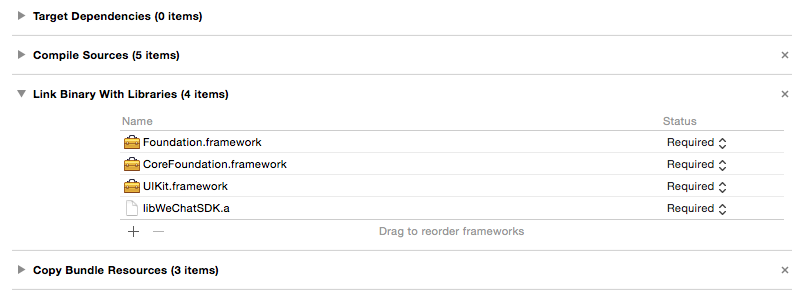 Target Dependencies (0 items)
Compile Sources (5 items)
Link Binary With Libraries (4 items)
Name Status
Foundation.framework Required
CoreFoundation.framework Required
UIKit.framework Required
libWeChatSDK.a Required
Drag to reorder frameworks
Copy Bundle Resources (3 items)